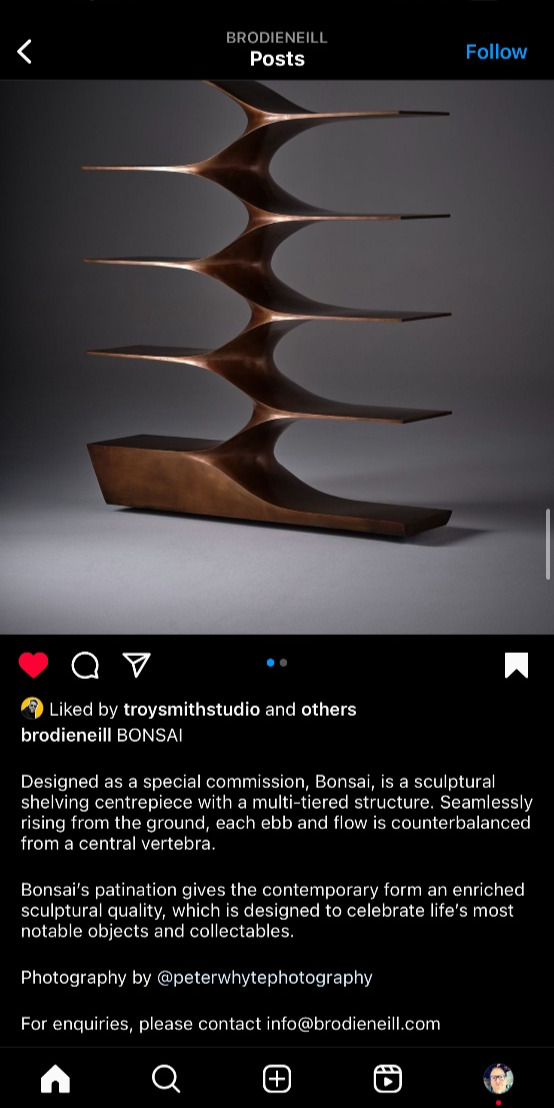 BRODIENEILL
Posts
Follow
Liked by troysmithstudio and others
brodieneill BONSAI
Designed as a special commission, Bonsai, is a sculptural
shelving centrepiece with a multi-tiered structure. Seamlessly
rising from the ground, each ebb and flow is counterbalanced
from a central vertebra.
Bonsai’s patination gives the contemporary form an enriched
sculptural quality, which is designed to celebrate life’s most
notable objects and collectables.
Photography by @peterwhytephotography
For enquiries, please contact info@brodieneill.com